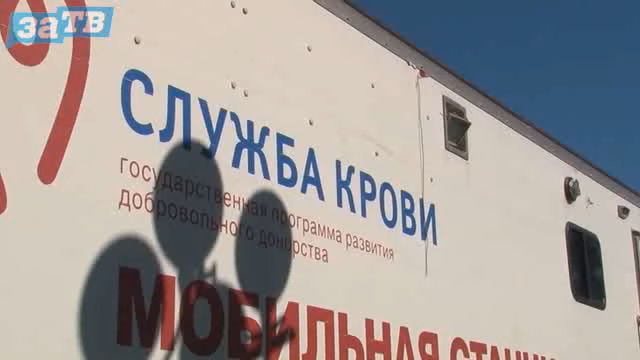 заТВ
СЛУЖБА КРОВИ
государственная программа развития
добровольного донорства
МОБИЛЬНАЯ